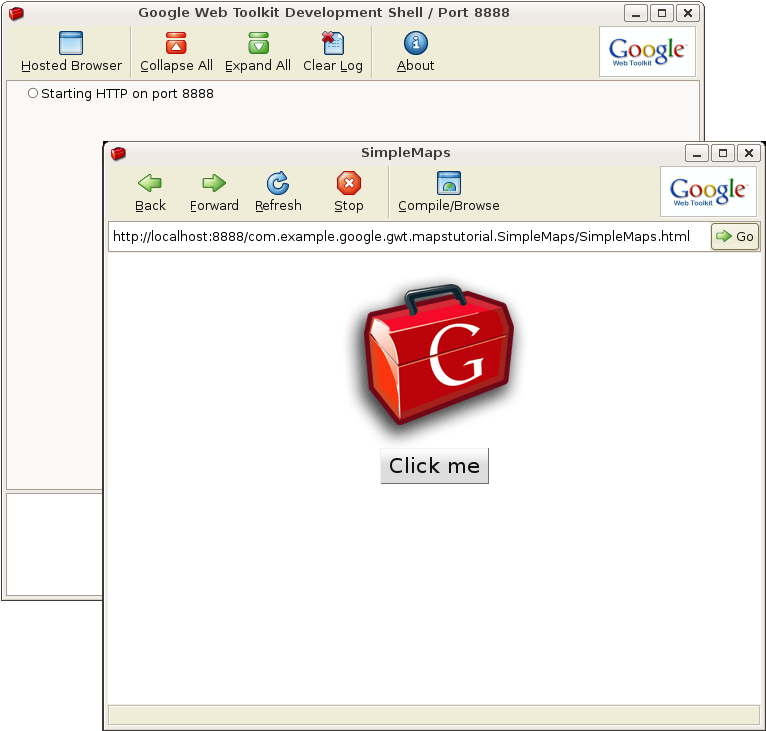 Google Web Toolkit Development Shell / Port 8888
Hosted Browser
Collapse All
Expand All
Clear Log
About
Google
Web Toolkit
Starting HTTP on port 8888
SimpleMaps
Back
Forward
Refresh
Stop
Compile/Browse
Google
Web Toolkit
http://localhost:8888/com.example.google.gwt.mapstutorial.SimpleMaps/SimpleMaps.html
Go
G
Click me